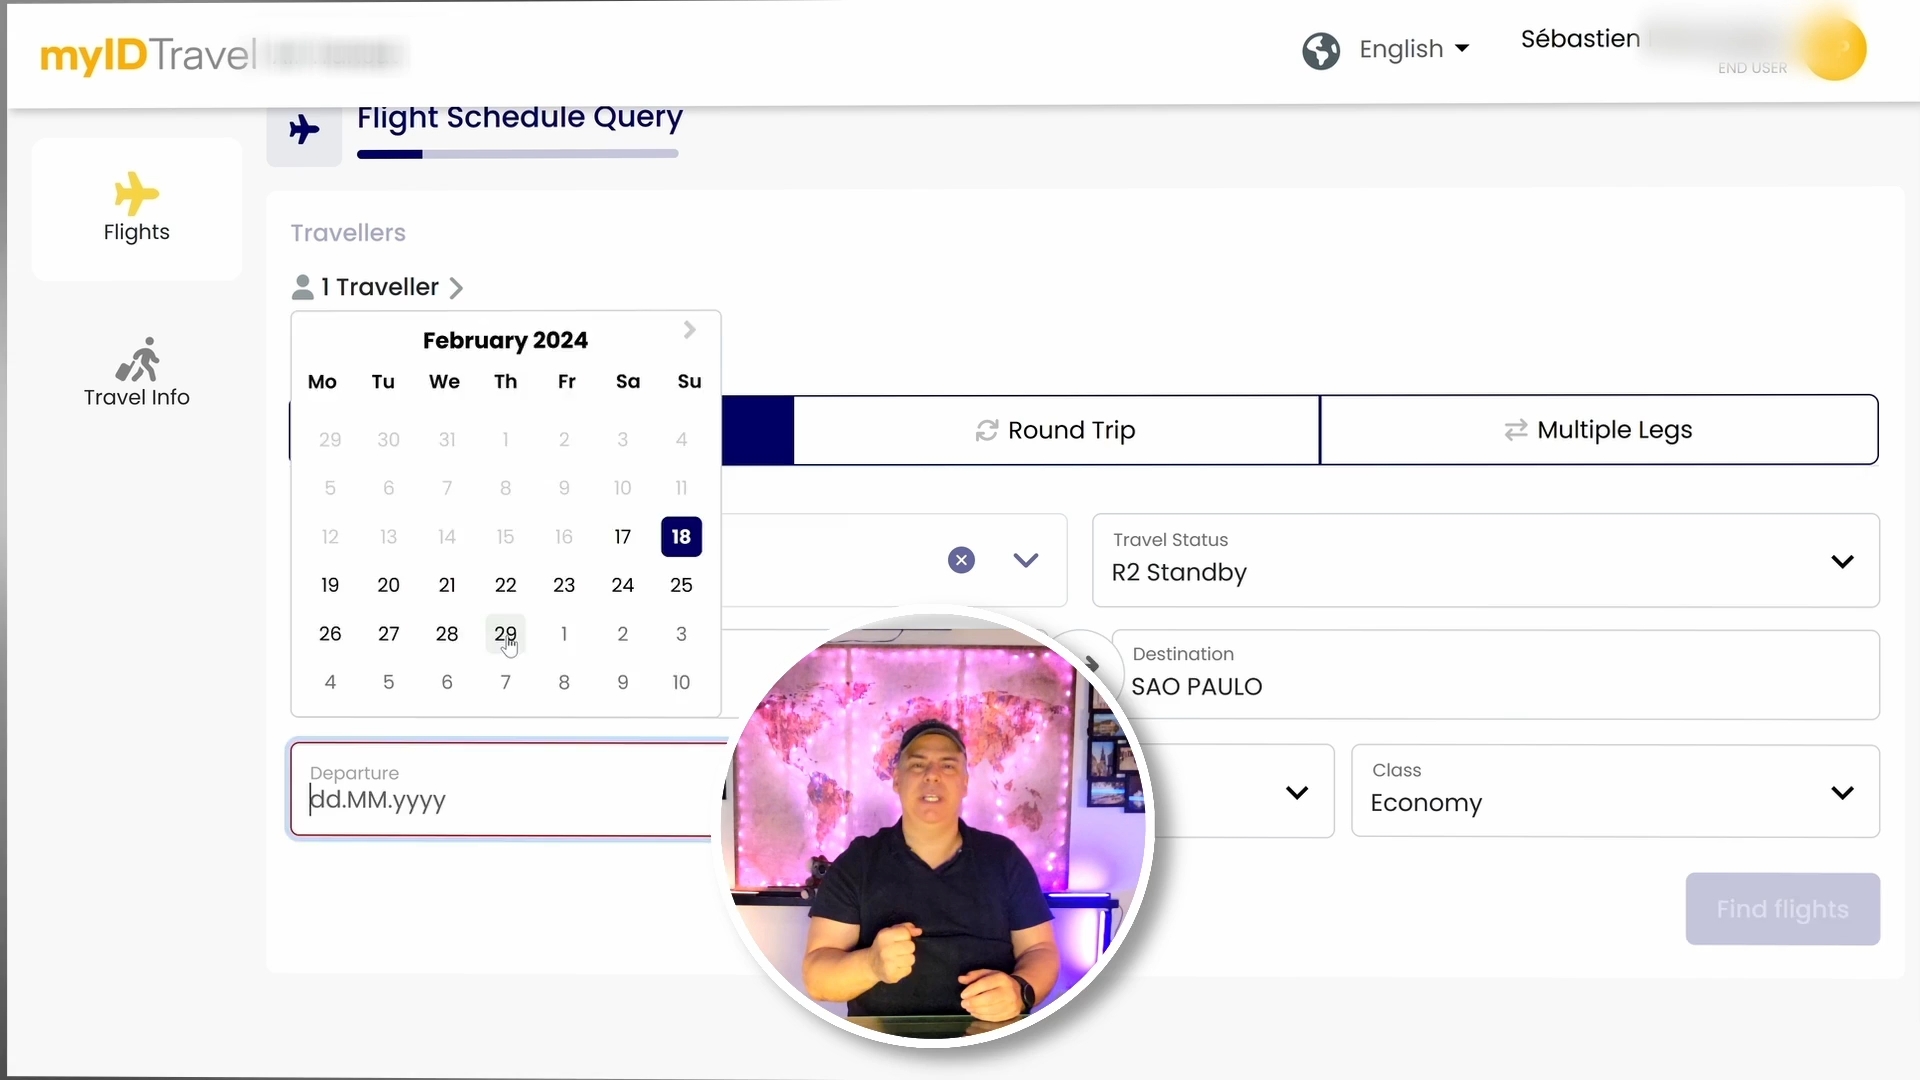 myIDTravel
English
Sébastien
END USER
Flight Schedule Query
Flights
Travel Info
Travellers
1 Traveller
February 2024
Mo Tu We Th Fr Sa Su
29 30 31 1 2 3 4
5 6 7 8 9 10 11
12 13 14 15 16 17 18
19 20 21 22 23 24 25
26 27 28 29 1 2 3
4 5 6 7 8 9 10
Round Trip
Multiple Legs
Travel Status
R2 Standby
Destination
SAO PAULO
Departure
dd.MM.yyyy
Class
Economy
Find flights